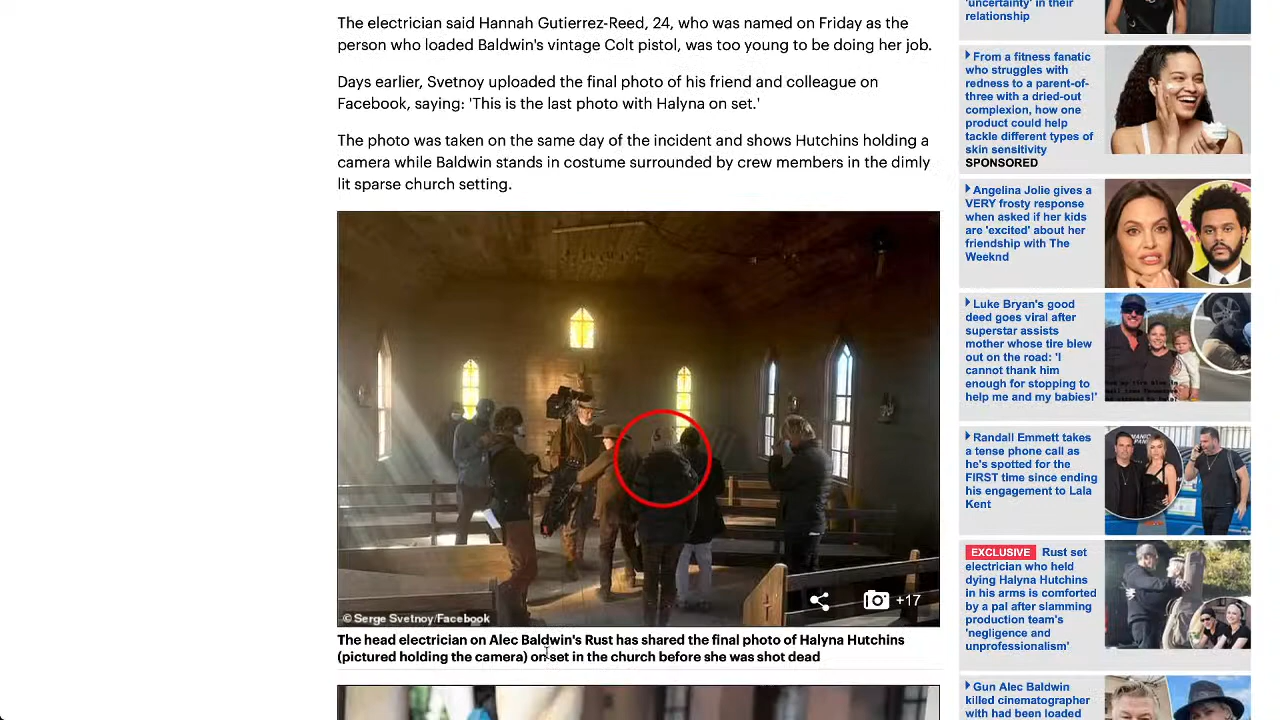 The electrician said Hannah Gutierrez-Reed, 24, who was named on Friday as the
person who loaded Baldwin's vintage Colt pistol, was too young to be doing her job.
Days earlier, Svetnoy uploaded the final photo of his friend and colleague on
Facebook, saying: 'This is the last photo with Halyna on set.'
The photo was taken on the same day of the incident and shows Hutchins holding a
camera while Baldwin stands in costume surrounded by crew members in the dimly
lit sparse church setting.
+17
© Serge Svetnoy/Facebook
The head electrician on Alec Baldwin's Rust has shared the final photo of Halyna Hutchins
(pictured holding the camera) on set in the church before she was shot dead
'uncertainty' in their
relationship
From a fitness fanatic
who struggles with
redness to a parent-of-
three with a dried-out
complexion, how one
product could help
tackle different types of
skin sensitivity
SPONSORED
Angelina Jolie gives a
VERY frosty response
when asked if her kids
are 'excited' about her
friendship with The
Weeknd
Luke Bryan's good
deed goes viral after
superstar assists
mother whose tire blew
out on the road: 'I
cannot thank him
enough for stopping to
help me and my babies!'
Randall Emmett takes
a tense phone call as
he's spotted for the
FIRST time since ending
his engagement to Lala
Kent
EXCLUSIVE Rust set
electrician who held
dying Halyna Hutchins
in his arms is comforted
by a pal after slamming
production team's
'negligence and
unprofessionalism'
Gun Alec Baldwin
killed cinematographer
with had been loaded